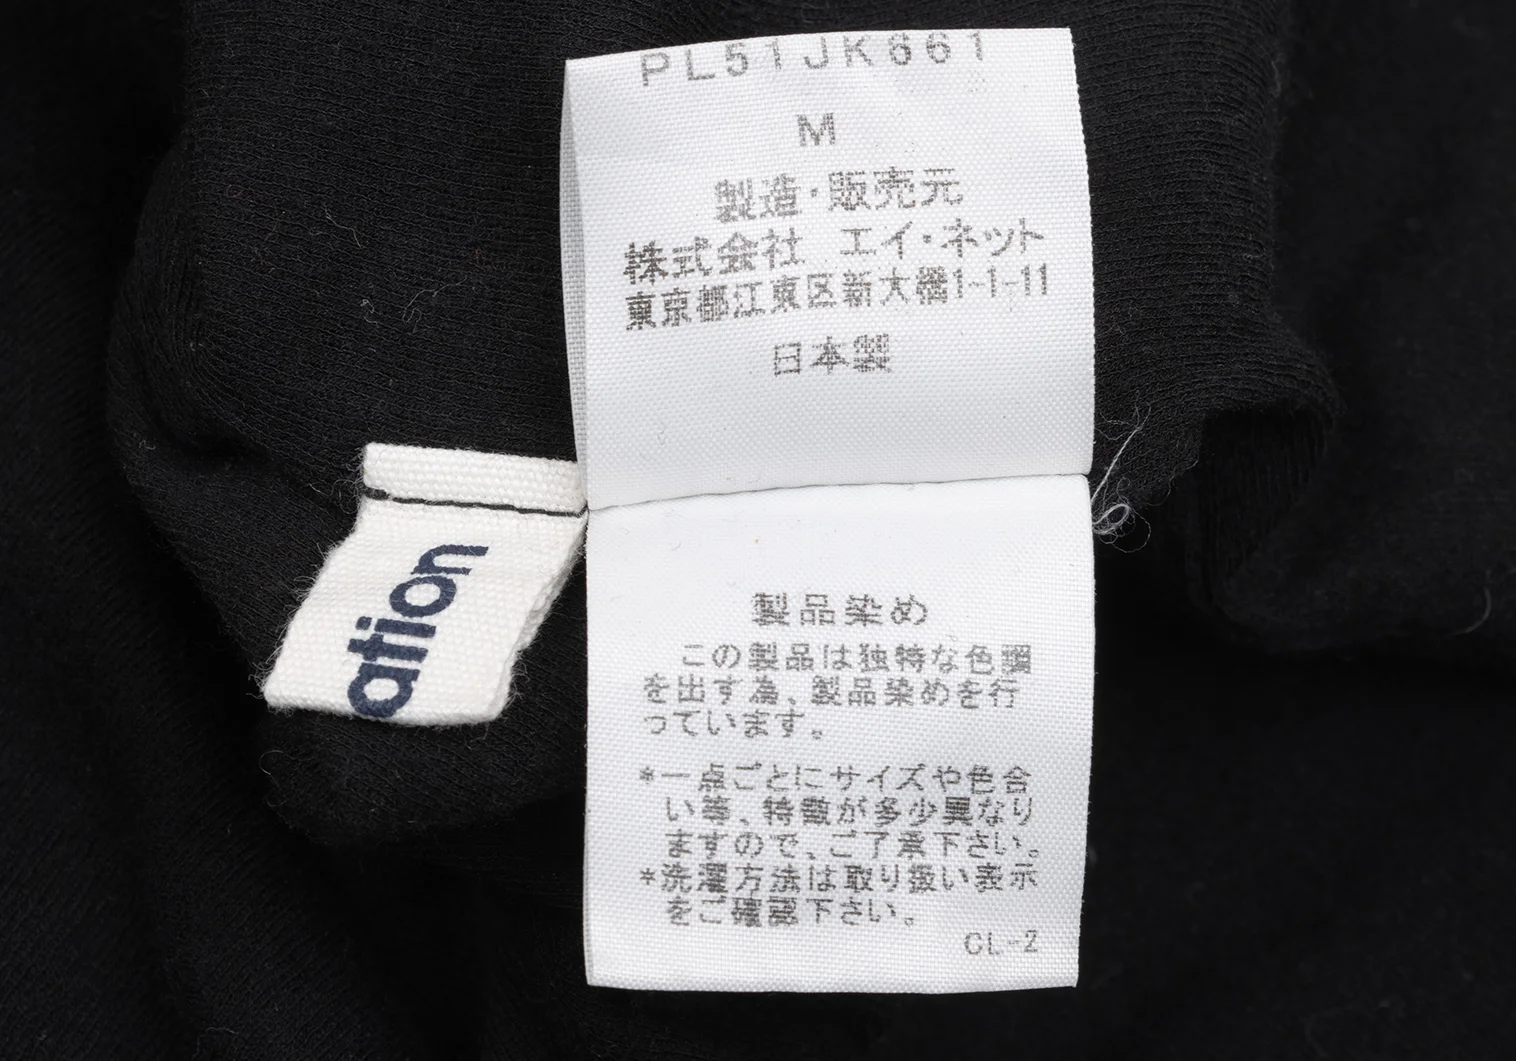 PL51JK661
M
製造・販売元
株式会社 エイ・ネット
東京都江東区新大橋1-1-11
日本製
ation
製品染め
この製品は独特な色調
を出す為、製品染めを行
っています。
*一点ごとにサイズや色合
い等、特徴が多少異なり
ますので、ご了承下さい。
*洗濯方法は取り扱い表示
をご確認下さい。
CL-2